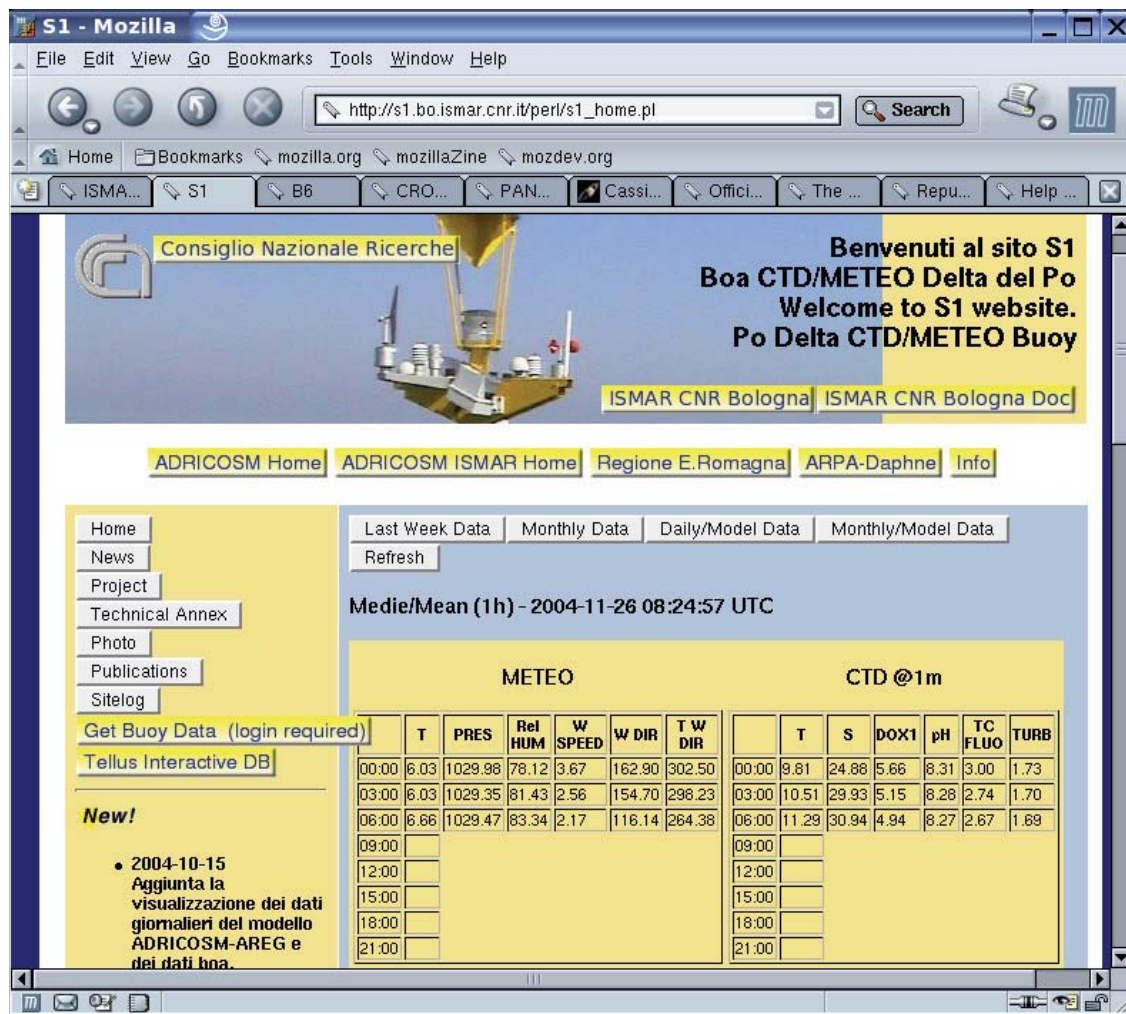 S1 - Mozilla
File Edit View Go Bookmarks Tools Window Help
http://s1.bo.ismar.cnr.it/perl/s1_home.pl Search
Home Bookmarks mozilla.org mozillaZine mozdev.org
ISMA... S1 B6 CRO... PAN... Cassi... Offici... The ... Repu... Help ...
Consiglio Nazionale Ricerche
Benvenuti al sito S1
Boa CTD/METEO Delta del Po
Welcome to S1 website.
Po Delta CTD/METEO Buoy
ISMAR CNR Bologna ISMAR CNR Bologna Doc
ADRICOSM Home ADRICOSM ISMAR Home Regione E.Romagna ARPA-Daphne Info
Home
News
Project
Technical Annex
Photo
Publications
Sitelog
Get Buoy Data (login required)
Tellus Interactive DB
New!
2004-10-15
Aggiunta la
visualizzazione dei dati
giornalieri del modello
ADRICOSM-AREG e
dei dati boa.
Last Week Data Monthly Data Daily/Model Data Monthly/Model Data
Refresh
Medie/Mean (1h) - 2004-11-26 08:24:57 UTC
METEO
T PRES Rel HUM W SPEED W DIR T W DIR
00:00 6.03 1029.98 78.12 3.67 162.90 302.50
03:00 6.03 1029.35 81.43 2.56 154.70 298.23
06:00 6.66 1029.47 83.34 2.17 116.14 264.38
09:00
12:00
15:00
18:00
21:00
CTD @1m
T S DOX1 pH TC FLUO TURB
00:00 9.81 24.88 5.66 8.31 3.00 1.73
03:00 10.51 29.93 5.15 8.28 2.74 1.70
06:00 11.29 30.94 4.94 8.27 2.67 1.69
09:00
12:00
15:00
18:00
21:00